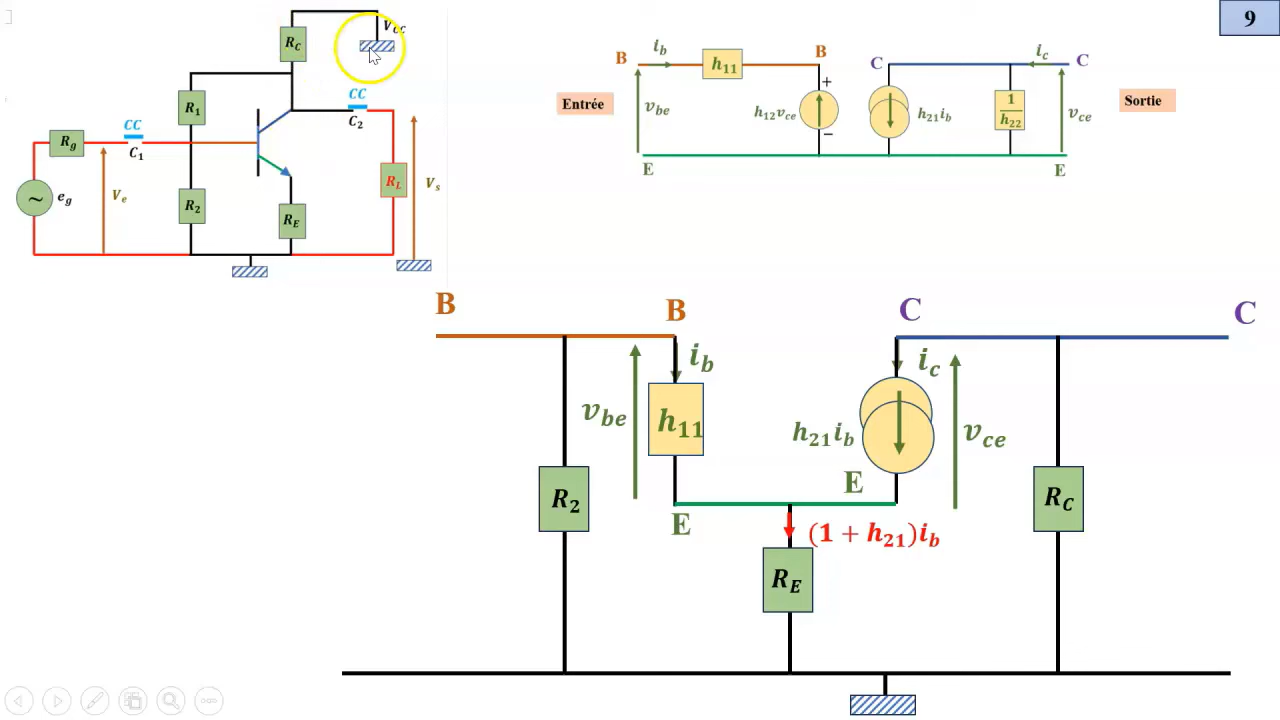 9
V_CC
R_C
CC
C_2
R_1
CC
C_1
R_g
e_g
V_e
R_2
R_E
R_L
V_s
Entrée
B
i_b
h_11
B
v_be
h_12 v_ce
+
−
E
C
i_c
C
h_21 i_b
1/h_22
v_ce
E
Sortie
B
B
C
C
i_b
i_c
v_be
h_11
h_21 i_b
v_ce
E
E
R_2
(1 + h_21)i_b
R_E
R_C